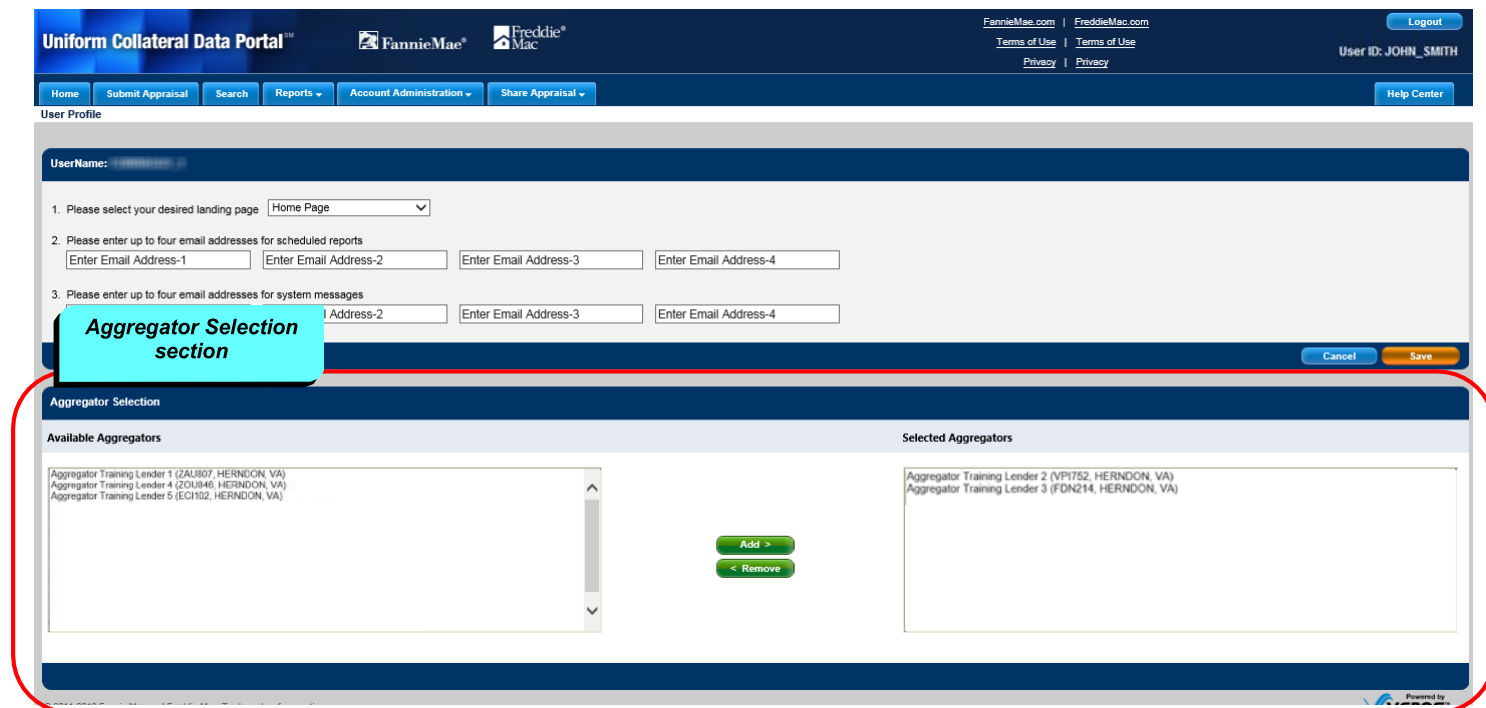 Uniform Collateral Data Portal℠
FannieMae®
Freddie Mac®
FannieMae.com | FreddieMac.com
Terms of Use | Terms of Use
Privacy | Privacy
Logout
User ID: JOHN_SMITH
Home Submit Appraisal Search Reports Account Administration Share Appraisal Help Center
User Profile
UserName:
1. Please select your desired landing page Home Page
2. Please enter up to four email addresses for scheduled reports
Enter Email Address-1 Enter Email Address-2 Enter Email Address-3 Enter Email Address-4
3. Please enter up to four email addresses for system messages
Address-2 Enter Email Address-3 Enter Email Address-4
Aggregator Selection
section
Cancel Save
Aggregator Selection
Available Aggregators Selected Aggregators
Aggregator Training Lender 1 (ZAU807, HERNDON, VA)
Aggregator Training Lender 4 (ZOU846, HERNDON, VA)
Aggregator Training Lender 5 (ECI102, HERNDON, VA)
Add >
< Remove
Aggregator Training Lender 2 (VPI752, HERNDON, VA)
Aggregator Training Lender 3 (FDN214, HERNDON, VA)
Powered by